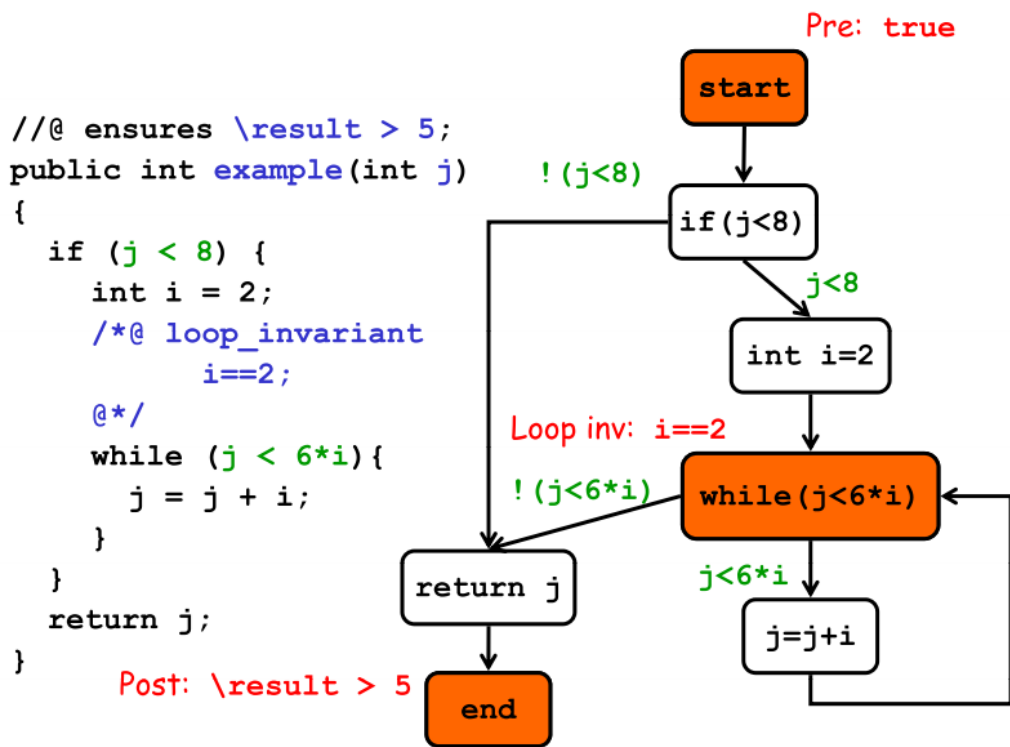 Pre: true
start
//@ ensures \result > 5;
public int example(int j)
{
if (j < 8) {
int i = 2;
/*@ loop_invariant
i==2;
@*/
while (j < 6*i){
j = j + i;
}
}
return j;
}
!(j<8)
if(j<8)
j<8
int i=2
Loop inv: i==2
!(j<6*i)
while(j<6*i)
j<6*i
return j
j=j+i
Post: \result > 5
end